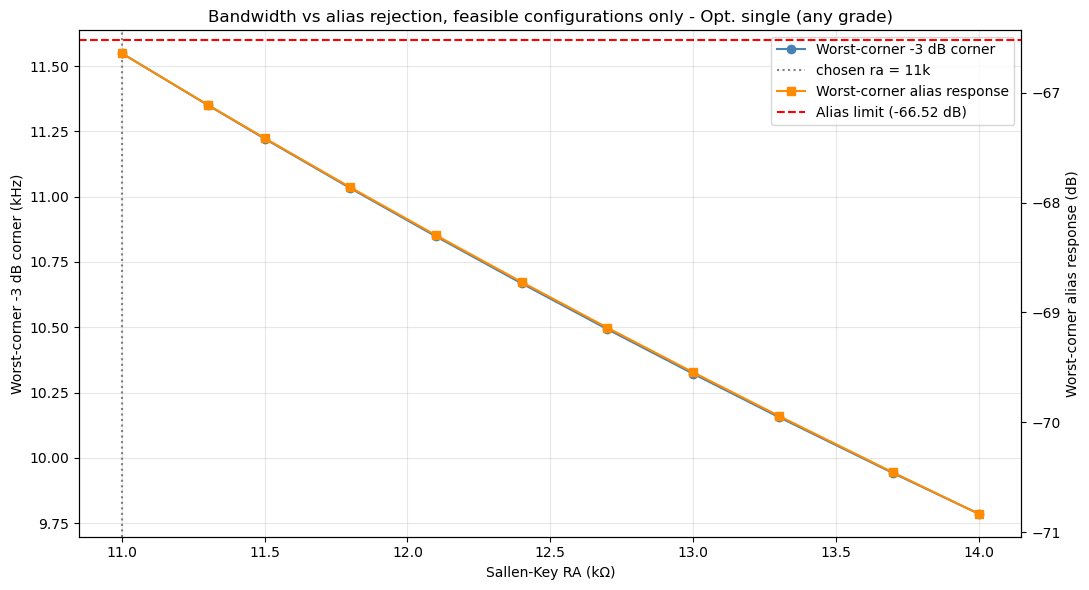 Bandwidth vs alias rejection, feasible configurations only - Opt. single (any grade)
Worst-corner -3 dB corner
chosen ra = 11k
Worst-corner alias response
Alias limit (-66.52 dB)
Worst-corner -3 dB corner (kHz)
11.50
11.25
11.00
10.75
10.50
10.25
10.00
9.75
−67
−68
−69
−70
−71
Worst-corner alias response (dB)
11.0
11.5
12.0
12.5
13.0
13.5
14.0
Sallen-Key RA (kΩ)